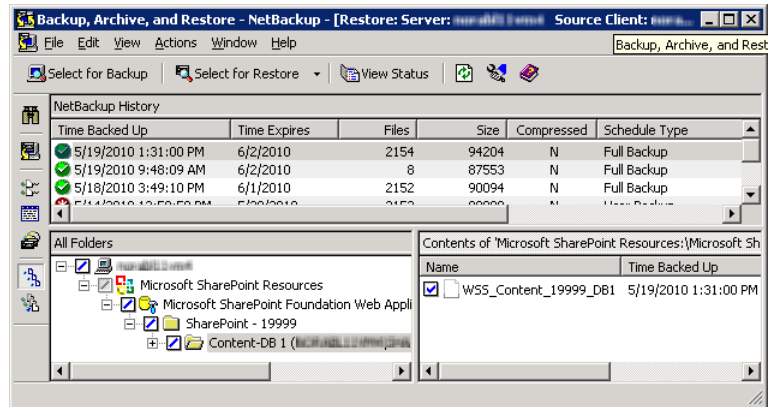 Backup, Archive, and Restore - NetBackup - [Restore: Server: Source Client:
File Edit View Actions Window Help
Backup, Archive, and Rest
Select for Backup Select for Restore View Status
NetBackup History
Time Backed Up Time Expires Files Size Compressed Schedule Type
5/19/2010 1:31:00 PM 6/2/2010 2154 94204 N Full Backup
5/19/2010 9:48:09 AM 6/2/2010 8 87553 N Full Backup
5/18/2010 3:49:10 PM 6/1/2010 2152 90094 N Full Backup
All Folders
Contents of 'Microsoft SharePoint Resources:\Microsoft Sh
Name Time Backed Up
Microsoft SharePoint Resources
WSS_Content_19999_DB1 5/19/2010 1:31:00 PM
Microsoft SharePoint Foundation Web Appli
SharePoint - 19999
Content-DB 1 (